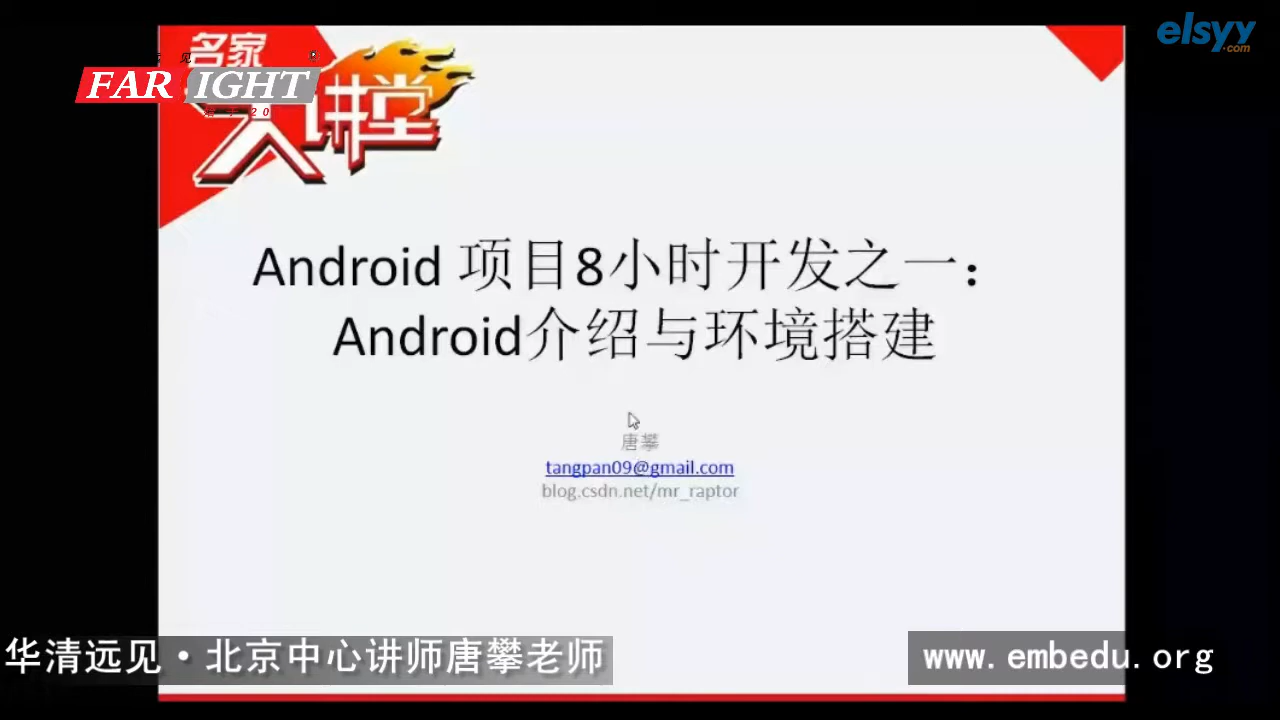 elsyy
.com
名家
FARSIGHT
大讲堂
Android 项目8小时开发之一：
Android介绍与环境搭建
唐攀
tangpan09@gmail.com
blog.csdn.net/mr_raptor
华清远见·北京中心讲师唐攀老师
www.embedu.org